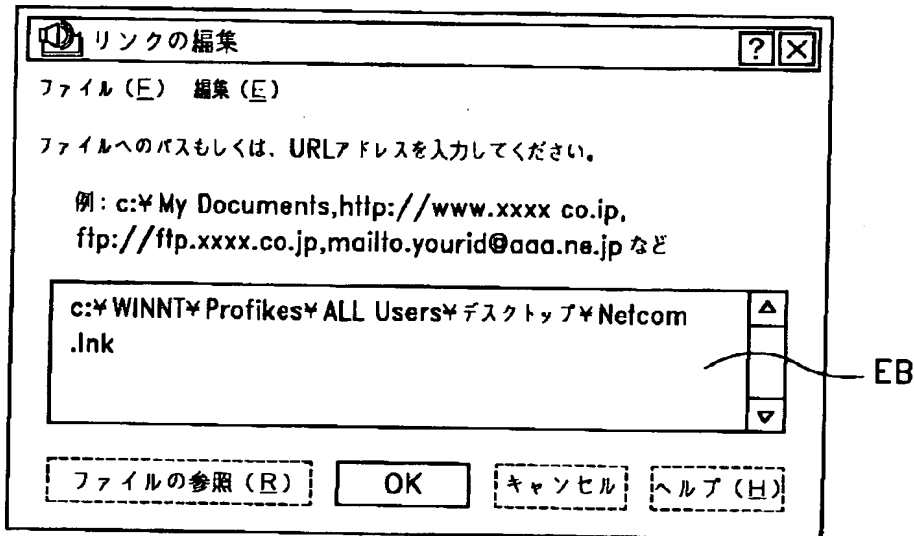 リンクの編集 ? ×
ファイル(F) 編集(E)
ファイルへのパスもしくは、URLアドレスを入力してください。
例:c:¥My Documents,http://www.xxxx co.ip,
ftp://ftp.xxxx.co.jp,mailto.yourid@aaa.ne.jp など
c:¥WINNT¥Profikes¥ALL Users¥デスクトップ¥Netcom
.lnk
EB
ファイルの参照(R) OK キャンセル ヘルプ(H)